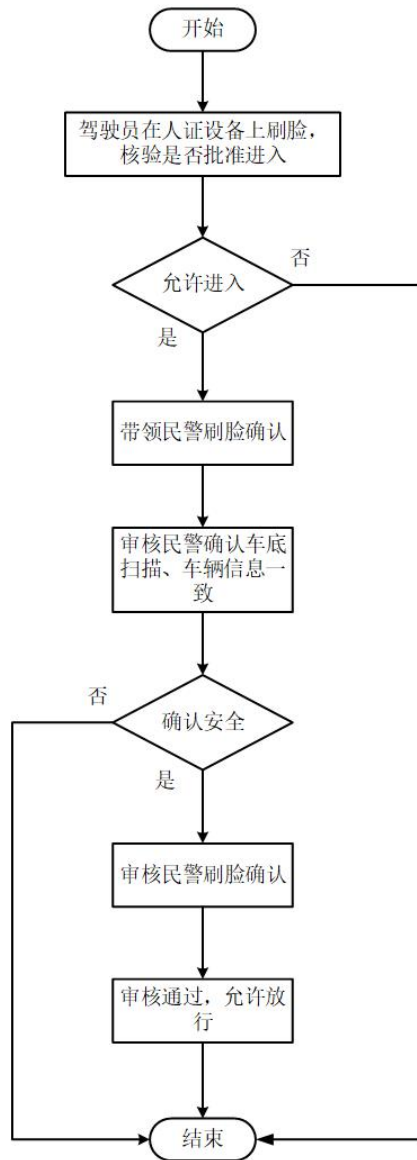 开始
驾驶员在人证设备上刷脸,
核验是否批准进入
允许进入
否
是
带领民警刷脸确认
审核民警确认车底
扫描、车辆信息一
致
否
确认安全
是
审核民警刷脸确认
审核通过，允许放
行
结束